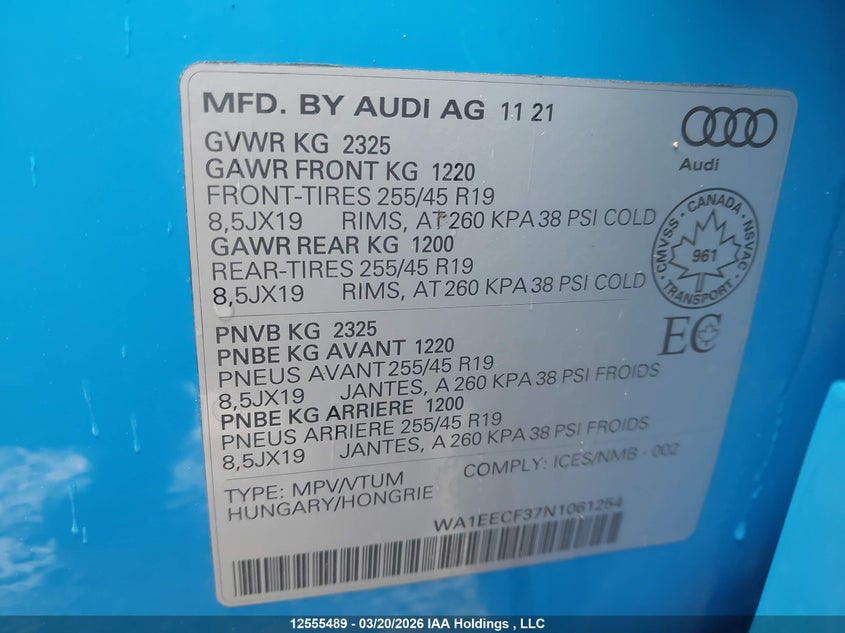 MFD. BY AUDI AG 11 21
GVWR KG 2325
GAWR FRONT KG 1220
FRONT-TIRES 255/45 R19
8,5JX19 RIMS, AT 260 KPA 38 PSI COLD
GAWR REAR KG 1200
REAR-TIRES 255/45 R19
8,5JX19 RIMS, AT 260 KPA 38 PSI COLD
Audi
CANADA
CMVSS
NSVAC
961
TRANSPORT
PNVB KG 2325
PNBE KG AVANT 1220
PNEUS AVANT 255/45 R19
8,5JX19 JANTES, A 260 KPA 38 PSI FROIDS
PNBE KG ARRIERE 1200
PNEUS ARRIERE 255/45 R19
8,5JX19 JANTES, A 260 KPA 38 PSI FROIDS
EC
TYPE: MPV/VTUM COMPLY: ICES/NMB - 002
HUNGARY/HONGRIE
WA1EECF37N1061254
12555489 - 03/20/2026 IAA Holdings , LLC